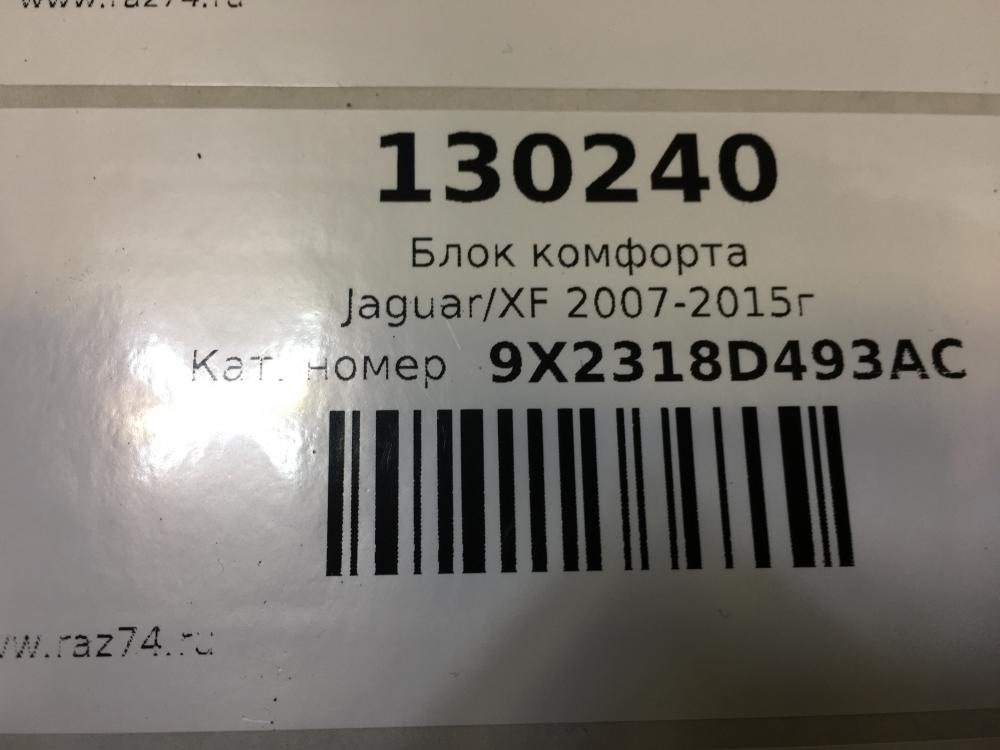 www.raz74.ru
130240
Блок комфорта
Jaguar/XF 2007-2015г
Кат. номер 9X2318D493AC
www.raz74.ru